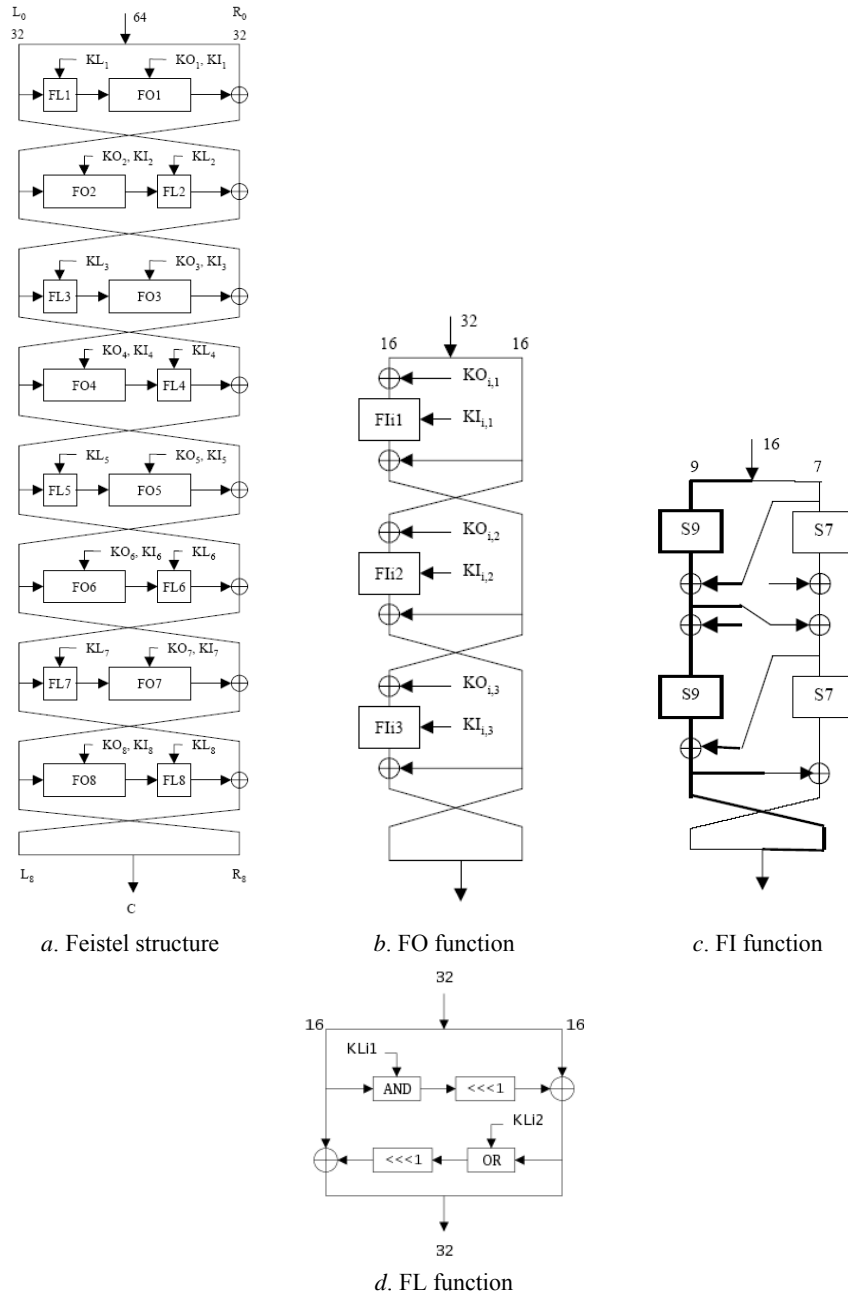 L₀ 64 R₀
32 32
KL₁ KO₁, KI₁
FL1 FO1
KO₂, KI₂ KL₂
FO2 FL2
KL₃ KO₃, KI₃
FL3 FO3
KO₄, KI₄ KL₄
FO4 FL4
KL₅ KO₅, KI₅
FL5 FO5
KO₆, KI₆ KL₆
FO6 FL6
KL₇ KO₇, KI₇
FL7 FO7
KO₈, KI₈ KL₈
FO8 FL8
L₈ R₈
C
a. Feistel structure
32
16 16
KOᵢ,₁
FIi1 KIᵢ,₁
KOᵢ,₂
FIi2 KIᵢ,₂
KOᵢ,₃
FIi3 KIᵢ,₃
b. FO function
16
9 7
S9 S7
S9 S7
c. FI function
32
16 16
KLi1
AND <<<1
KLi2
<<<1 OR
32
d. FL function